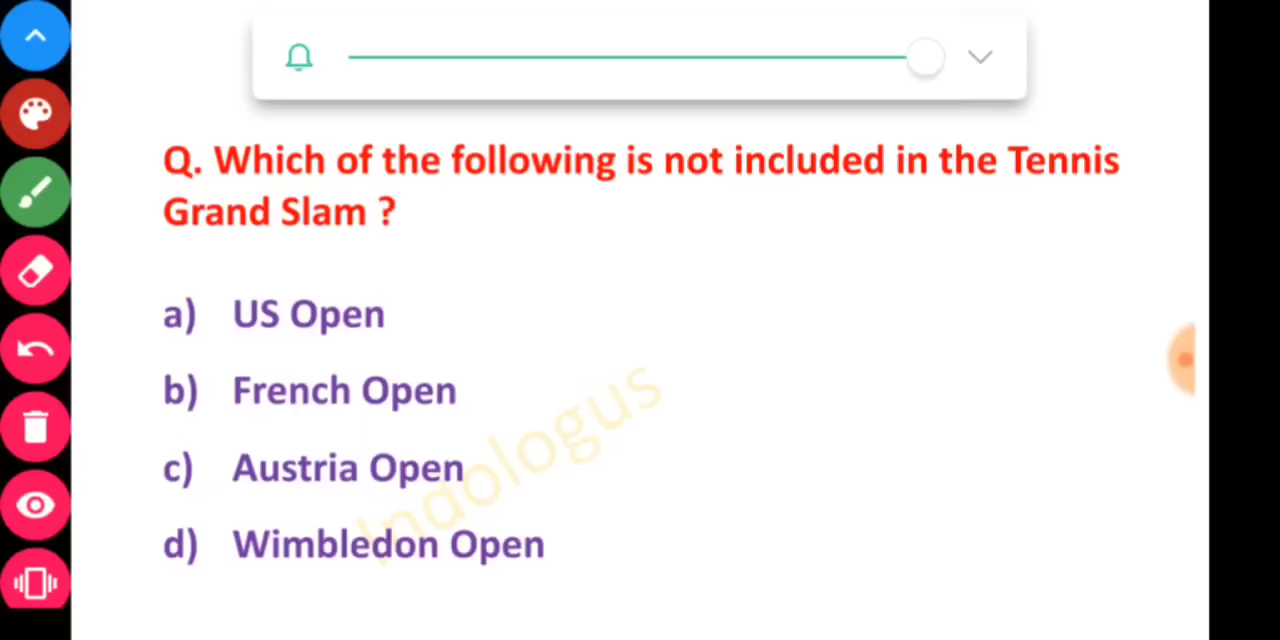 Q. Which of the following is not included in the Tennis
Grand Slam ?
a) US Open
b) French Open
c) Austria Open
d) Wimbledon Open
Indologus